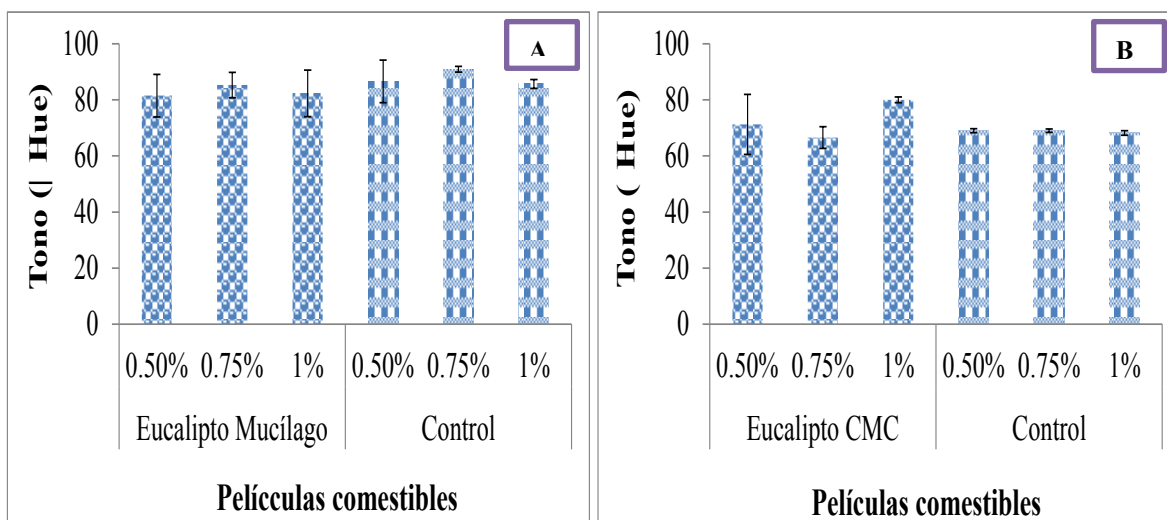 A
Tono (| Hue)
100
80
60
40
20
0
0.50% 0.75% 1% 0.50% 0.75% 1%
Eucalipto Mucílago Control
Pelícculas comestibles
B
Tono ( Hue)
100
80
60
40
20
0
0.50% 0.75% 1% 0.50% 0.75% 1%
Eucalipto CMC Control
Películas comestibles